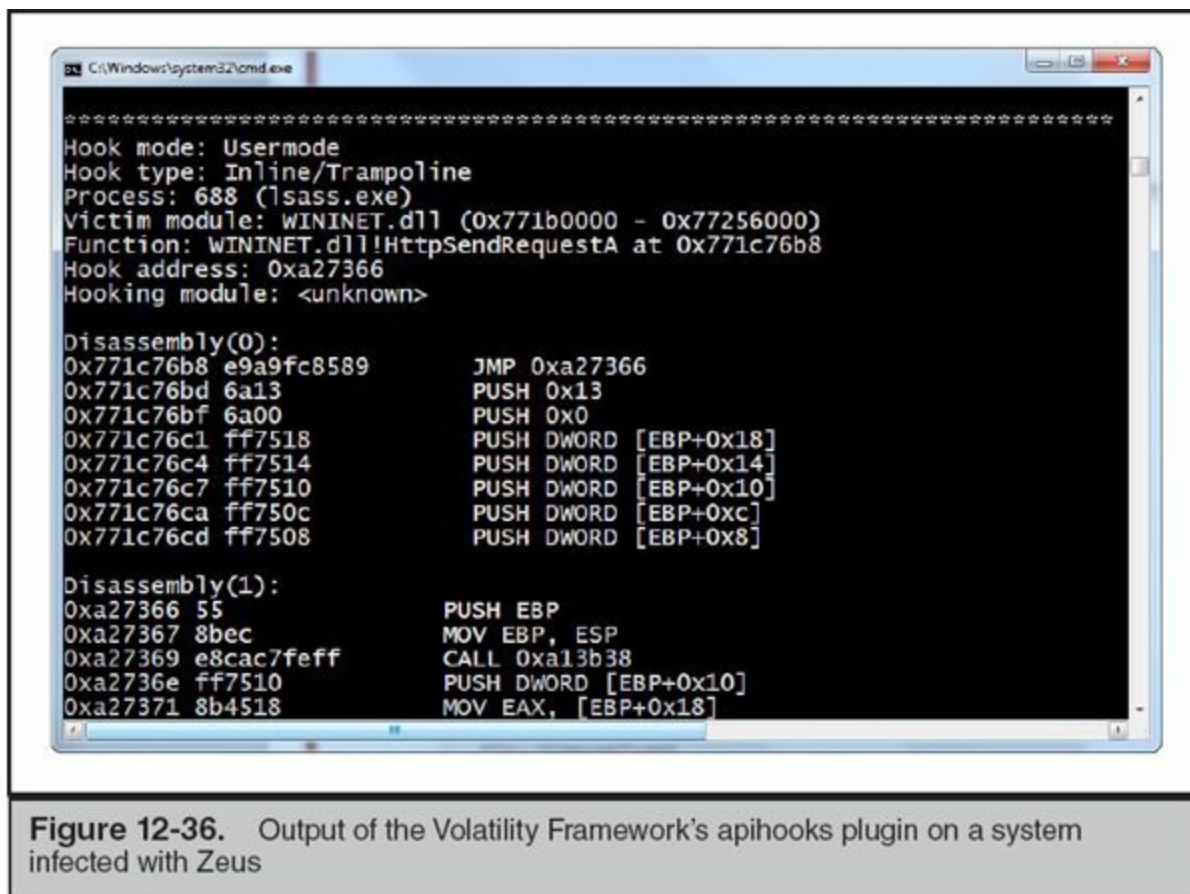 C:\Windows\system32\cmd.exe
******************************************************************************
Hook mode: Usermode
Hook type: Inline/Trampoline
Process: 688 (lsass.exe)
Victim module: WININET.dll (0x771b0000 - 0x77256000)
Function: WININET.dll!HttpSendRequestA at 0x771c76b8
Hook address: 0xa27366
Hooking module: <unknown>
Disassembly(0):
0x771c76b8 e9a9fc8589 JMP 0xa27366
0x771c76bd 6a13 PUSH 0x13
0x771c76bf 6a00 PUSH 0x0
0x771c76c1 ff7518 PUSH DWORD [EBP+0x18]
0x771c76c4 ff7514 PUSH DWORD [EBP+0x14]
0x771c76c7 ff7510 PUSH DWORD [EBP+0x10]
0x771c76ca ff750c PUSH DWORD [EBP+0xc]
0x771c76cd ff7508 PUSH DWORD [EBP+0x8]
Disassembly(1):
0xa27366 55 PUSH EBP
0xa27367 8bec MOV EBP, ESP
0xa27369 e8cac7feff CALL 0xa13b38
0xa2736e ff7510 PUSH DWORD [EBP+0x10]
0xa27371 8b4518 MOV EAX, [EBP+0x18]
Figure 12-36. Output of the Volatility Framework's apihooks plugin on a system
infected with Zeus